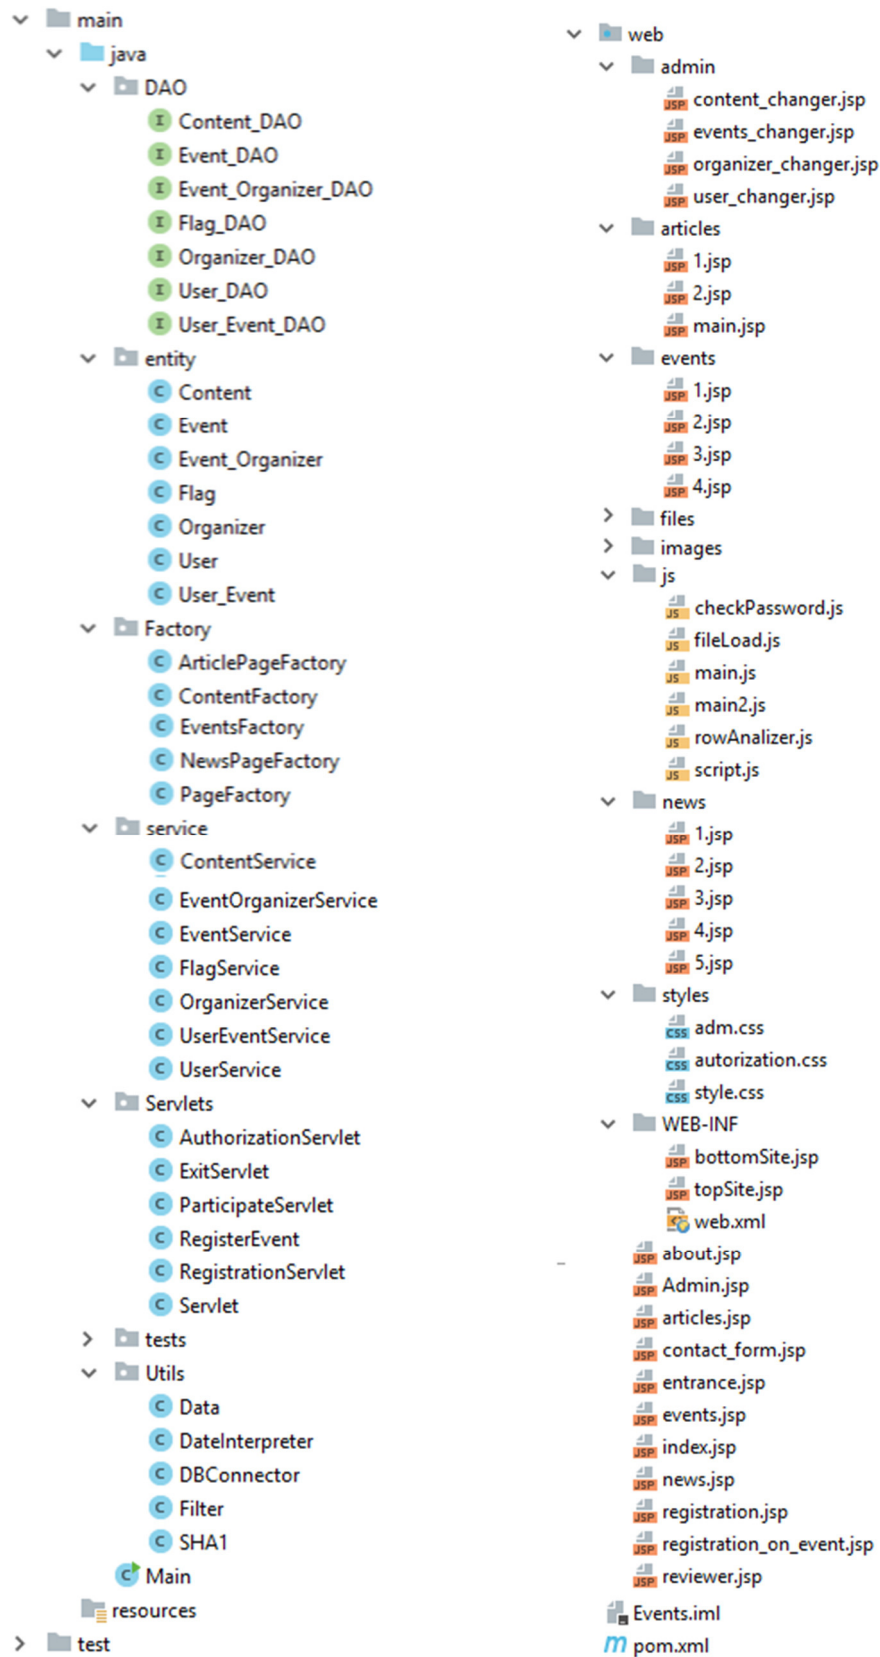 main
java
DAO
Content_DAO
Event_DAO
Event_Organizer_DAO
Flag_DAO
Organizer_DAO
User_DAO
User_Event_DAO
entity
Content
Event
Event_Organizer
Flag
Organizer
User
User_Event
Factory
ArticlePageFactory
ContentFactory
EventsFactory
NewsPageFactory
PageFactory
service
ContentService
EventOrganizerService
EventService
FlagService
OrganizerService
UserEventService
UserService
Servlets
AuthorizationServlet
ExitServlet
ParticipateServlet
RegisterEvent
RegistrationServlet
Servlet
tests
Utils
Data
DateInterpreter
DBConnector
Filter
SHA1
Main
resources
test
web
admin
content_changer.jsp
events_changer.jsp
organizer_changer.jsp
user_changer.jsp
articles
1.jsp
2.jsp
main.jsp
events
1.jsp
2.jsp
3.jsp
4.jsp
files
images
js
checkPassword.js
fileLoad.js
main.js
main2.js
rowAnalizer.js
script.js
news
1.jsp
2.jsp
3.jsp
4.jsp
5.jsp
styles
adm.css
autorization.css
style.css
WEB-INF
bottomSite.jsp
topSite.jsp
web.xml
about.jsp
Admin.jsp
articles.jsp
contact_form.jsp
entrance.jsp
events.jsp
index.jsp
news.jsp
registration.jsp
registration_on_event.jsp
reviewer.jsp
Events.iml
pom.xml